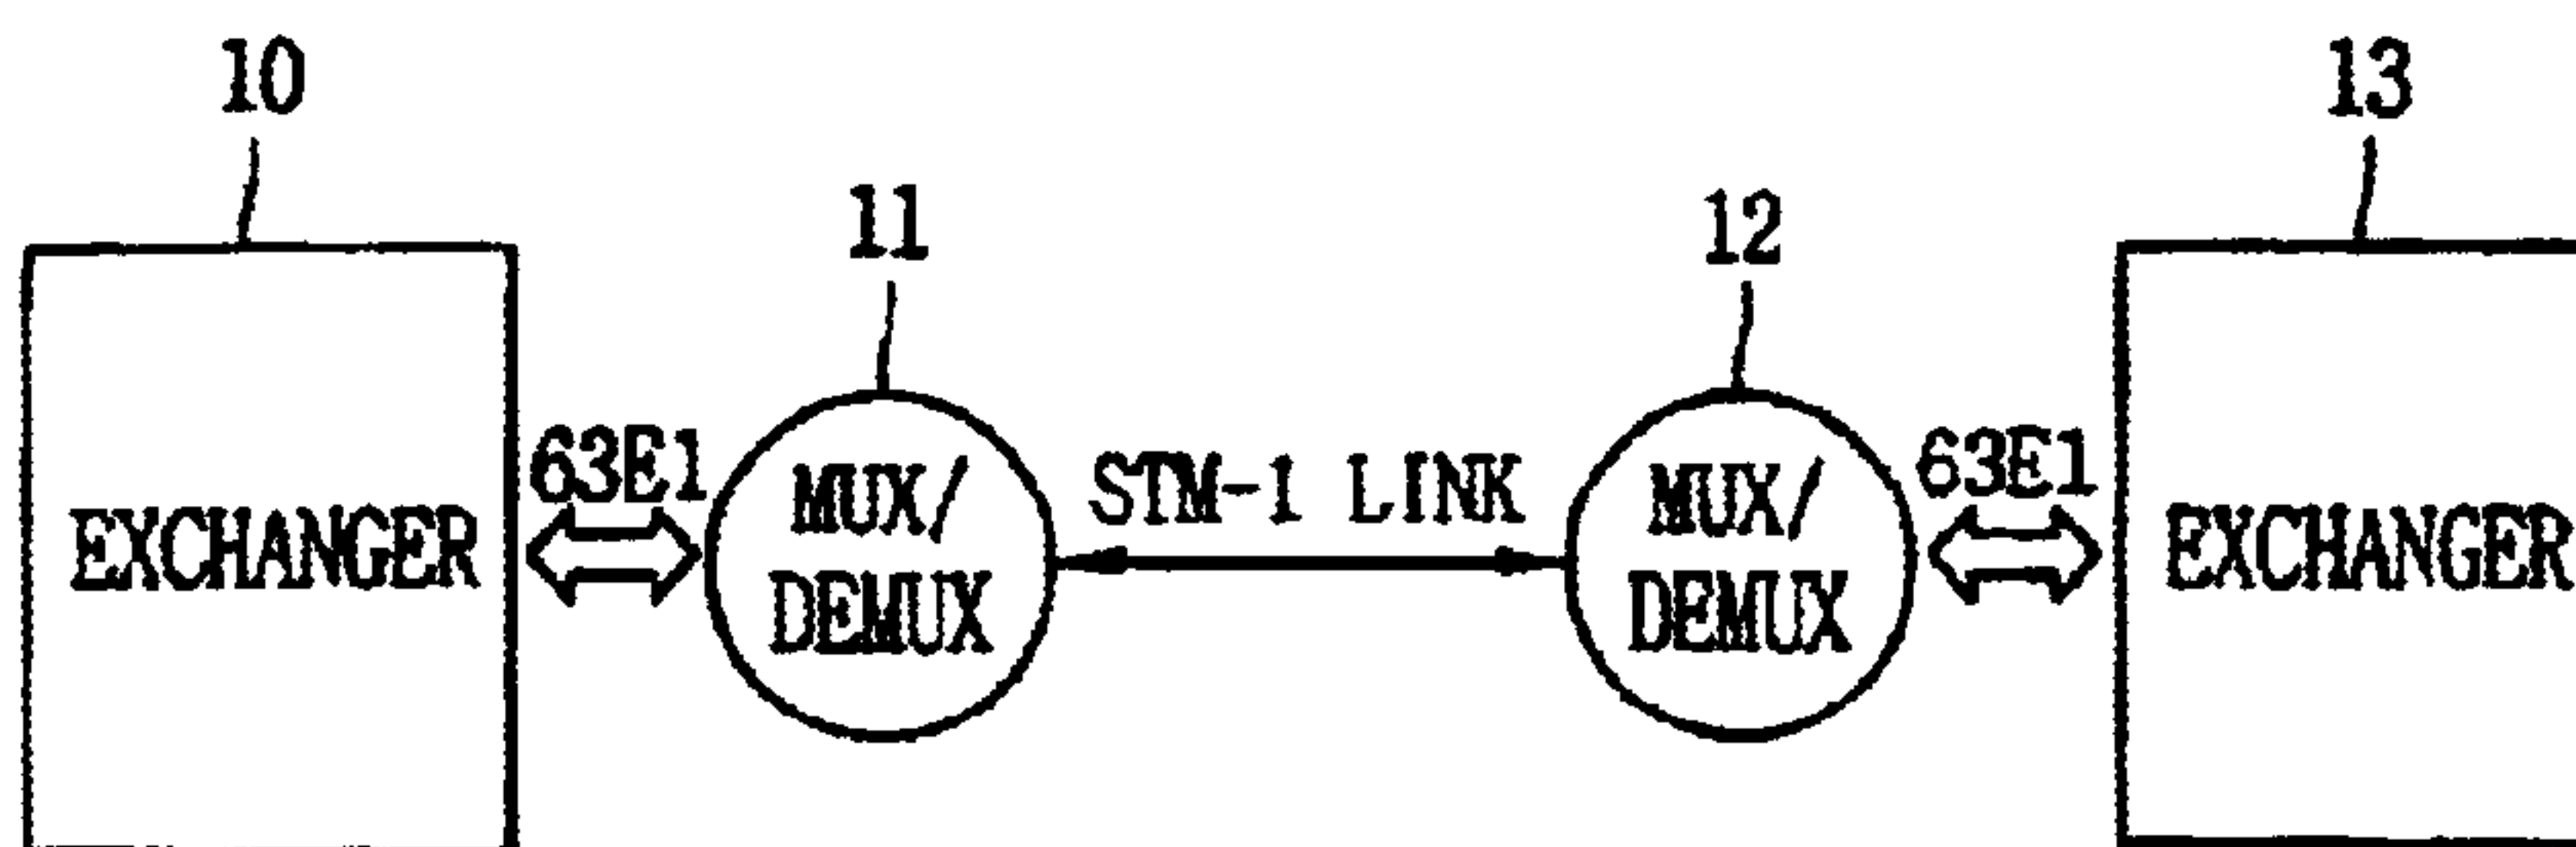 10
11
12
13
EXCHANGER
63E1
MUX/
DEMUX
STM-1 LINK
MUX/
DEMUX
63E1
EXCHANGER